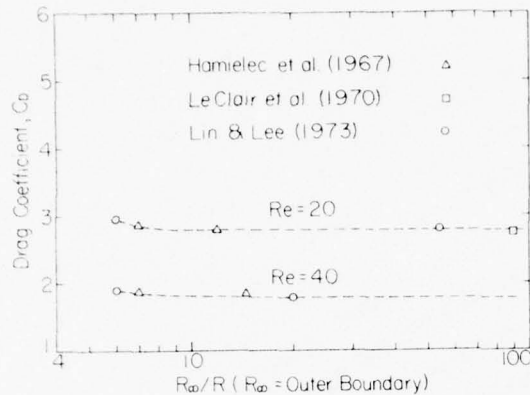 6
5
4
3
2
1
Drag Coefficient, CD
Hamielec et al. (1967) △
LeClair et al. (1970) □
Lin & Lee (1973) ○
Re=20
Re=40
4 10 100
R∞/R (R∞ = Outer Boundary)